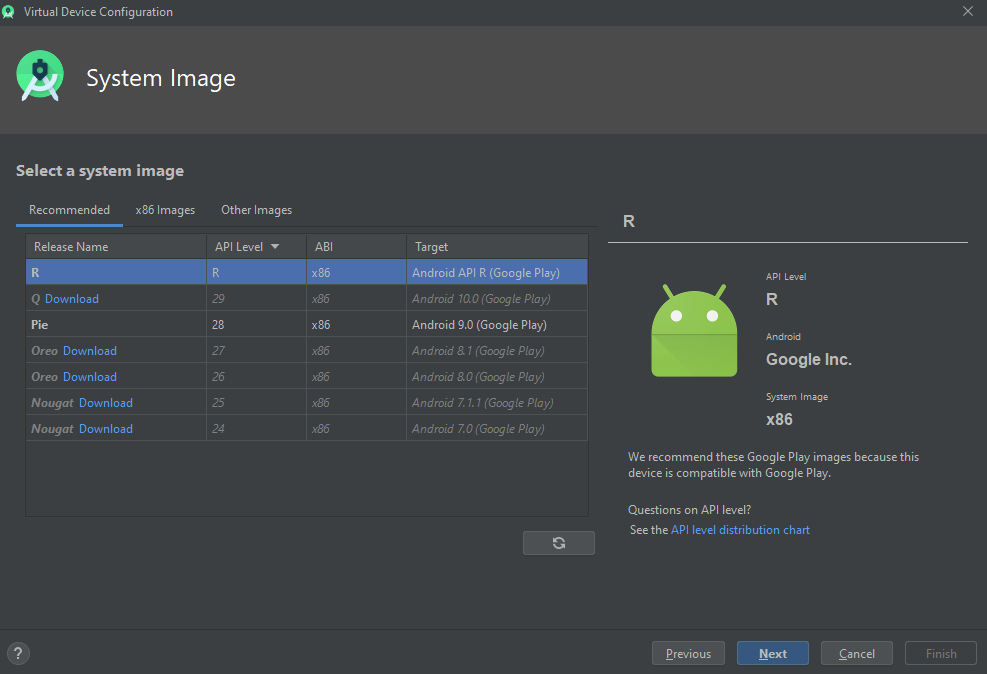 Virtual Device Configuration
System Image
Select a system image
Recommended x86 Images Other Images
Release Name API Level ABI Target
R R x86 Android API R (Google Play)
Q Download 29 x86 Android 10.0 (Google Play)
Pie 28 x86 Android 9.0 (Google Play)
Oreo Download 27 x86 Android 8.1 (Google Play)
Oreo Download 26 x86 Android 8.0 (Google Play)
Nougat Download 25 x86 Android 7.1.1 (Google Play)
Nougat Download 24 x86 Android 7.0 (Google Play)
R
API Level
R
Android
Google Inc.
System Image
x86
We recommend these Google Play images because this
device is compatible with Google Play.
Questions on API level?
See the API level distribution chart
? Previous Next Cancel Finish